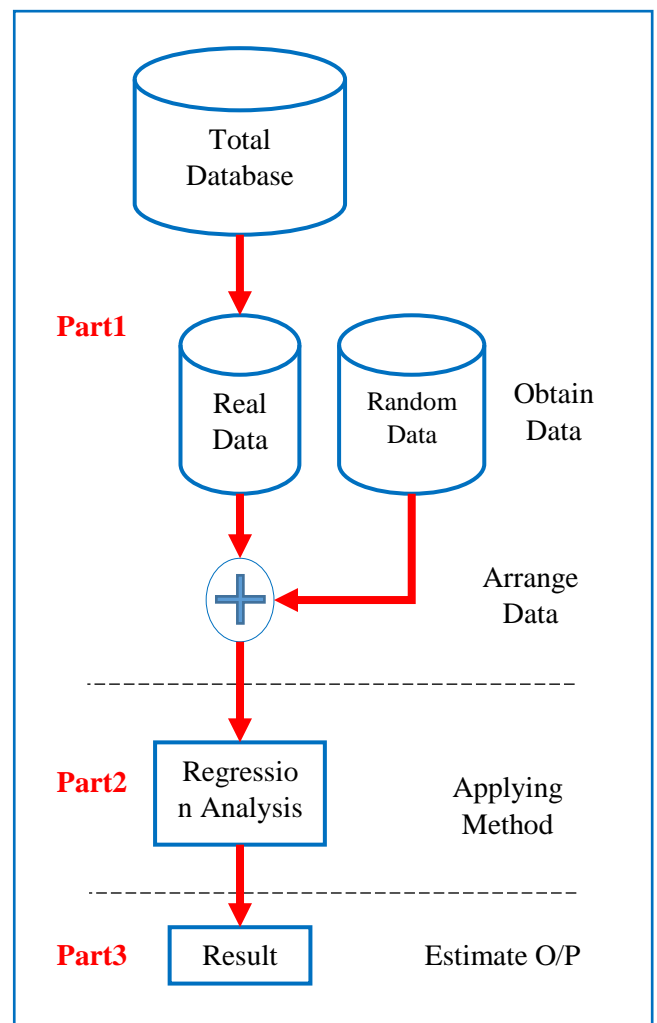 Total
Database
Part1
Real
Data
Random
Data
Obtain
Data
Arrange
Data
Part2
Regressio
n Analysis
Applying
Method
Part3
Result
Estimate O/P